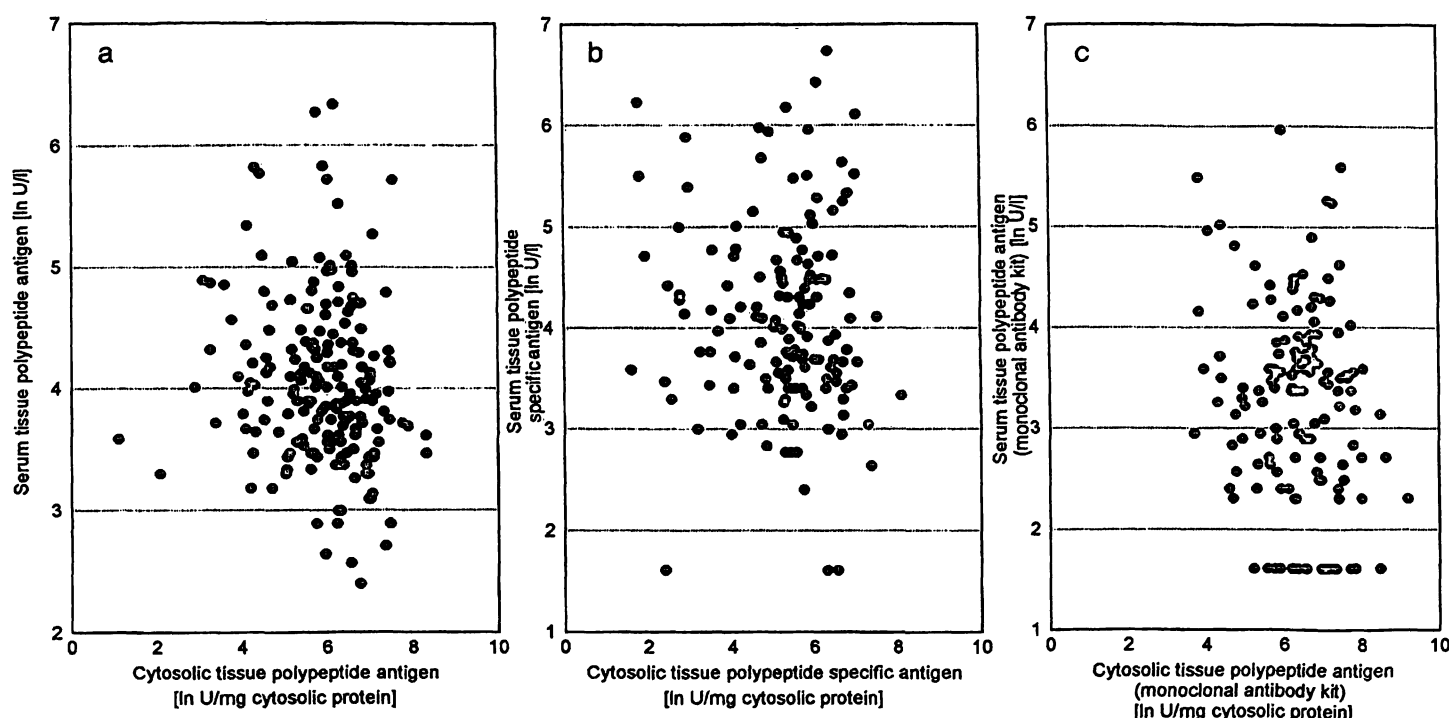 a
7
6
5
4
3
2
Serum tissue polypeptide antigen [ln U/l]
0 2 4 6 8 10
Cytosolic tissue polypeptide antigen
[ln U/mg cytosolic protein]
b
7
6
5
4
3
2
1
Serum tissue polypeptide
specificantigen [ln U/l]
0 2 4 6 8 10
Cytosolic tissue polypeptide specific antigen
[ln U/mg cytosolic protein]
c
7
6
5
4
3
2
1
Serum tissue polypeptide antigen
(monoclonal antibody kit) [ln U/l]
0 2 4 6 8 10
Cytosolic tissue polypeptide antigen
(monoclonal antibody kit)
[ln U/mg cytosolic protein]